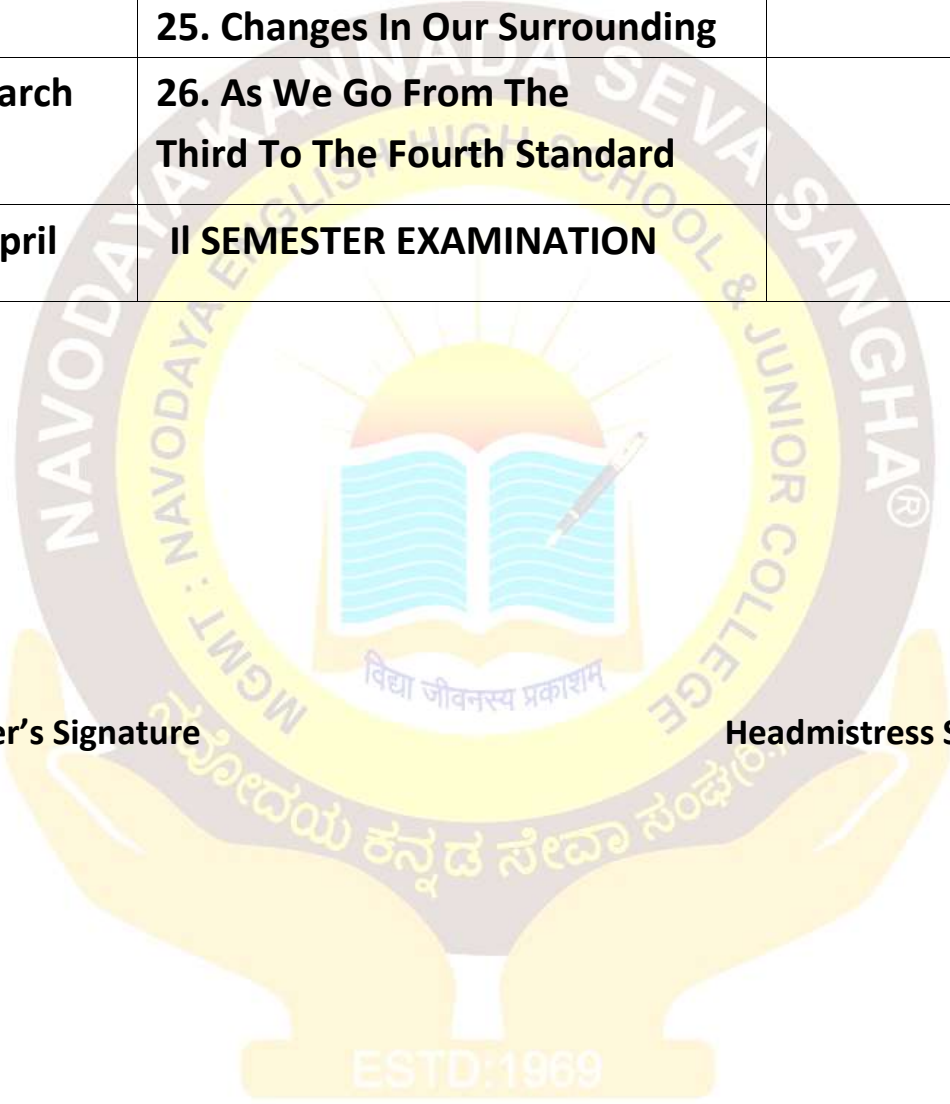 25. Changes In Our Surrounding
arch
26. As We Go From The
Third To The Fourth Standard
pril
II SEMESTER EXAMINATION
NAVODAYA KANNADA SEVA SANGHA®
MGMT : NAVODAYA ENGLISH HIGH SCHOOL & JUNIOR COLLEGE
विद्या जीवनस्य प्रकाशम्
er’s Signature
Headmistress S
ನವೋದಯ ಕನ್ನಡ ಸೇವಾ ಸಂಘ(ರಿ.)
ESTD:1969